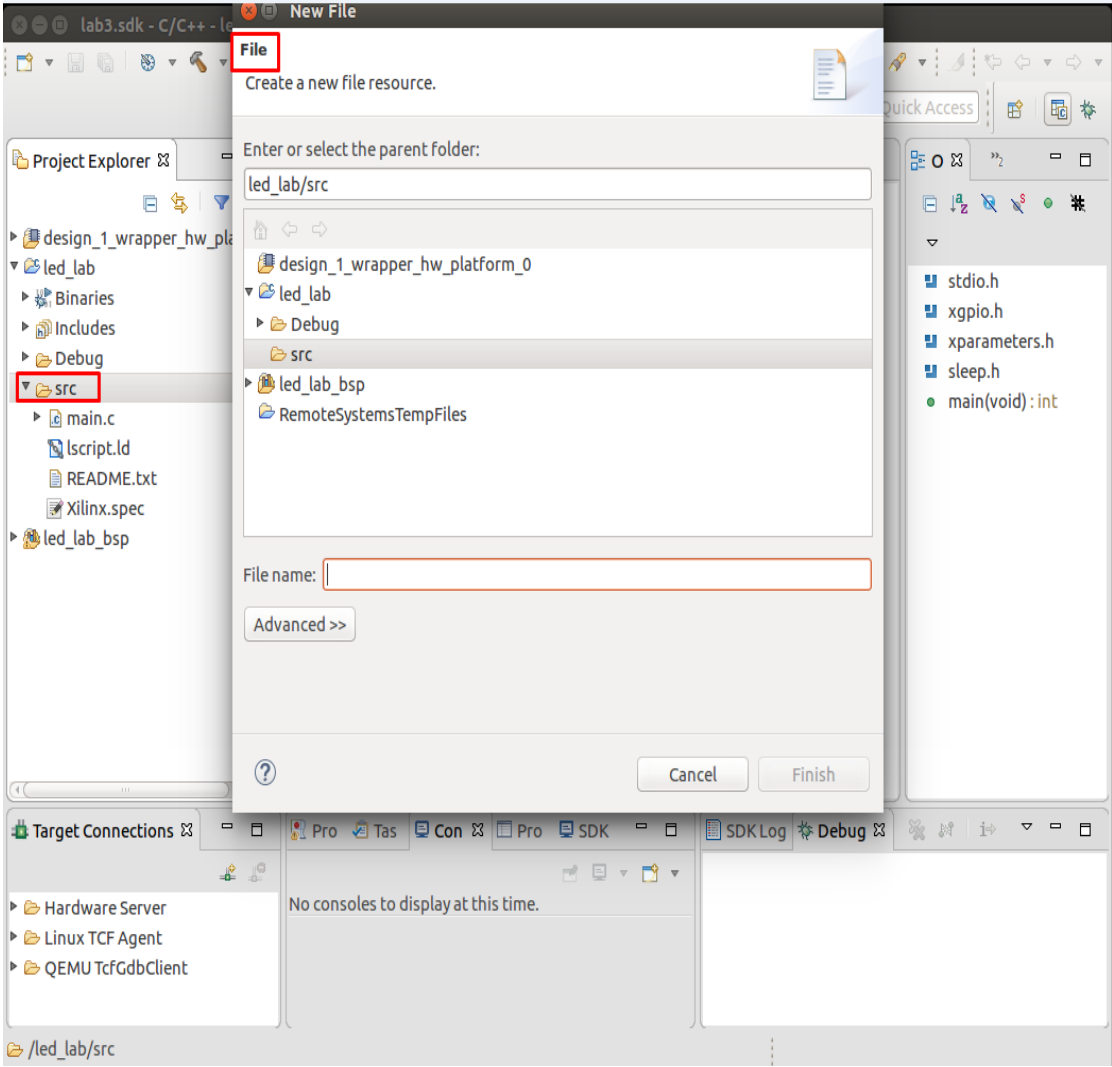 lab3.sdk - C/C++ - le
New File
File
Create a new file resource.
Quick Access
Project Explorer
Enter or select the parent folder:
led_lab/src
O
»2
design_1_wrapper_hw_pla
led_lab
Binaries
Includes
Debug
src
main.c
lscript.ld
README.txt
Xilinx.spec
led_lab_bsp
design_1_wrapper_hw_platform_0
led_lab
Debug
src
led_lab_bsp
RemoteSystemsTempFiles
stdio.h
xgpio.h
xparameters.h
sleep.h
main(void) : int
File name:
Advanced >>
Cancel
Finish
Target Connections
Pro
Tas
Con
Pro
SDK
SDK Log
Debug
Hardware Server
Linux TCF Agent
QEMU TcfGdbClient
No consoles to display at this time.
/led_lab/src